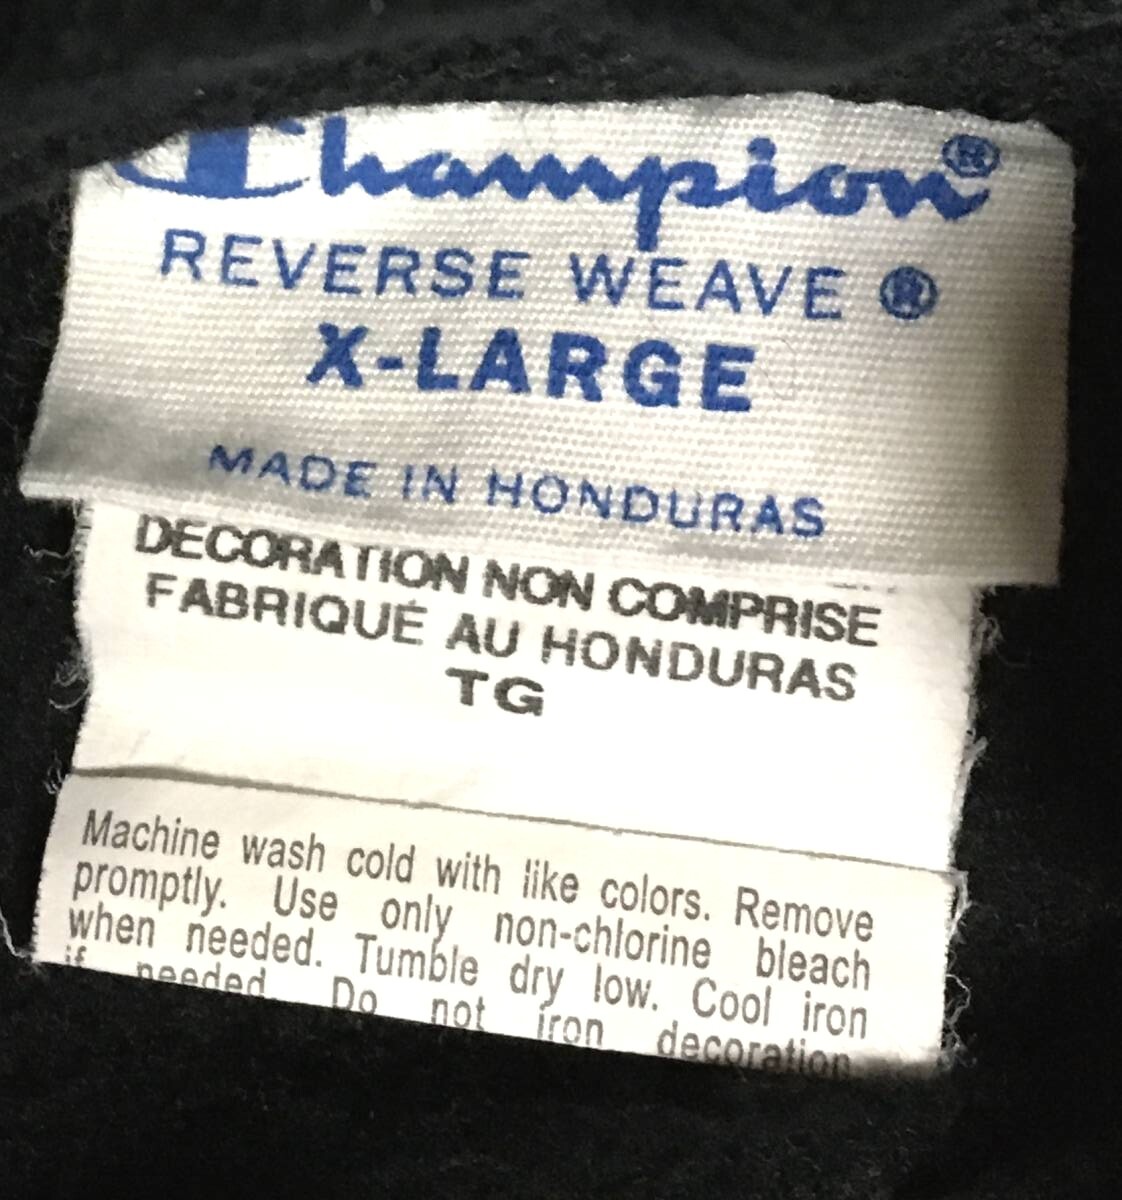 Champion®
REVERSE WEAVE ®
X-LARGE
MADE IN HONDURAS
DECORATION NON COMPRISE
FABRIQUÉ AU HONDURAS
TG
Machine wash cold with like colors. Remove
promptly. Use only non-chlorine bleach
when needed. Tumble dry low. Cool iron
if needed. Do not iron decoration.